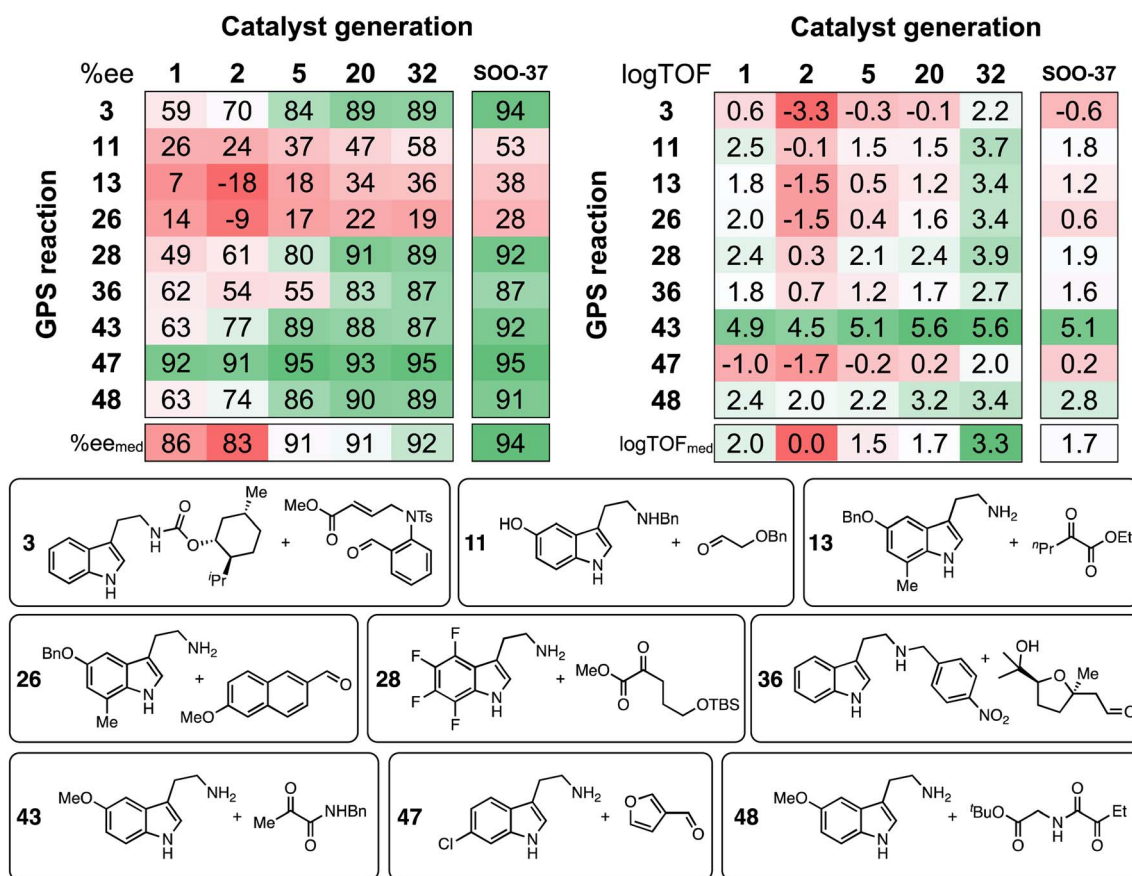 Catalyst generation Catalyst generation
%ee 1 2 5 20 32 SOO-37 logTOF 1 2 5 20 32 SOO-37
GPS reaction GPS reaction
3 59 70 84 89 89 94 3 0.6 -3.3 -0.3 -0.1 2.2 -0.6
11 26 24 37 47 58 53 11 2.5 -0.1 1.5 1.5 3.7 1.8
13 7 -18 18 34 36 38 13 1.8 -1.5 0.5 1.2 3.4 1.2
26 14 -9 17 22 19 28 26 2.0 -1.5 0.4 1.6 3.4 0.6
28 49 61 80 91 89 92 28 2.4 0.3 2.1 2.4 3.9 1.9
36 62 54 55 83 87 87 36 1.8 0.7 1.2 1.7 2.7 1.6
43 63 77 89 88 87 92 43 4.9 4.5 5.1 5.6 5.6 5.1
47 92 91 95 93 95 95 47 -1.0 -1.7 -0.2 0.2 2.0 0.2
48 63 74 86 90 89 91 48 2.4 2.0 2.2 3.2 3.4 2.8
%eemed 86 83 91 91 92 94 logTOFmed 2.0 0.0 1.5 1.7 3.3 1.7
3 N H H N O O Me iPr + MeO O N Ts O
11 HO N H NHBn + O OBn
13 BnO Me N H NH2 + nPr O OEt O
26 BnO Me N H NH2 + MeO O
28 F F F F N H NH2 + MeO O O OTBS
36 N H H N NO2 + OH O Me O
43 MeO N H NH2 + Me O O NHBn
47 Cl N H NH2 + O O
48 MeO N H NH2 + tBuO O N H O O Et